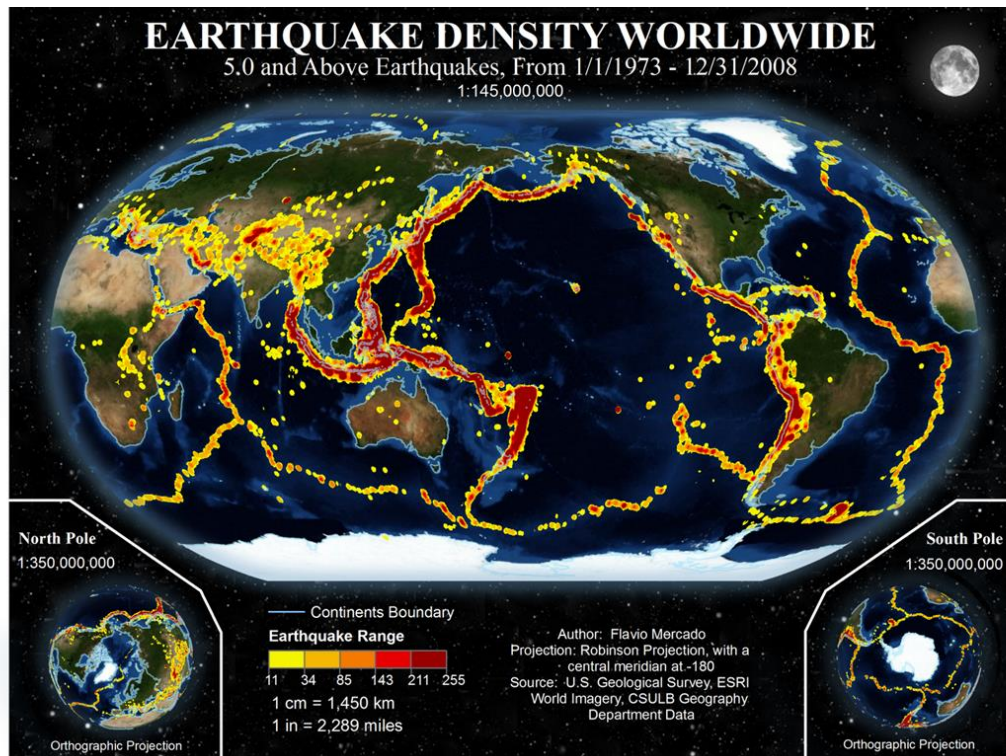 EARTHQUAKE DENSITY WORLDWIDE
5.0 and Above Earthquakes, From 1/1/1973 - 12/31/2008
1:145,000,000
North Pole
1:350,000,000
Orthographic Projection
Continents Boundary
Earthquake Range
11 34 85 143 211 255
1 cm = 1,450 km
1 in = 2,289 miles
Author: Flavio Mercado
Projection: Robinson Projection, with a
central meridian at -180
Source: U.S. Geological Survey, ESRI
World Imagery, CSULB Geography
Department Data
South Pole
1:350,000,000
Orthographic Projection